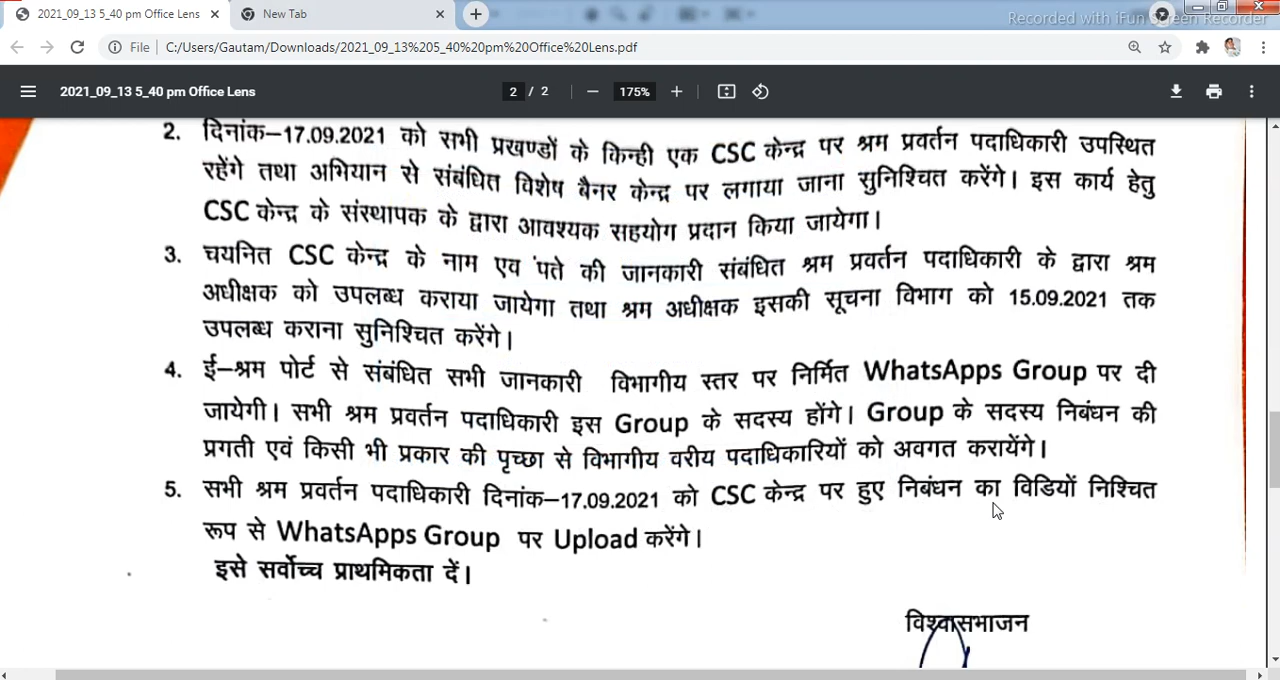 2021_09_13 5_40 pm Office Lens
New Tab
Recorded with iFun Screen Recorder
File C:/Users/Gautam/Downloads/2021_09_13%205_40%20pm%20Office%20Lens.pdf
2021_09_13 5_40 pm Office Lens 2 / 2 175%
2. दिनांक–17.09.2021 को सभी प्रखण्डों के किन्ही एक CSC केन्द्र पर श्रम प्रवर्तन पदाधिकारी उपस्थित
रहेंगे तथा अभियान से संबंधित विशेष बैनर केन्द्र पर लगाया जाना सुनिश्चित करेंगे। इस कार्य हेतु
CSC केन्द्र के संस्थापक के द्वारा आवश्यक सहयोग प्रदान किया जायेगा।
3. चयनित CSC केन्द्र के नाम एवं पते की जानकारी संबंधित श्रम प्रवर्तन पदाधिकारी के द्वारा श्रम
अधीक्षक को उपलब्ध कराया जायेगा तथा श्रम अधीक्षक इसकी सूचना विभाग को 15.09.2021 तक
उपलब्ध कराना सुनिश्चित करेंगे।
4. ई–श्रम पोर्ट से संबंधित सभी जानकारी विभागीय स्तर पर निर्मित WhatsApps Group पर दी
जायेगी। सभी श्रम प्रवर्तन पदाधिकारी इस Group के सदस्य होंगे। Group के सदस्य निबंधन की
प्रगती एवं किसी भी प्रकार की पृच्छा से विभागीय वरीय पदाधिकारियों को अवगत करायेंगे।
5. सभी श्रम प्रवर्तन पदाधिकारी दिनांक–17.09.2021 को CSC केन्द्र पर हुए निबंधन का विडियों निश्चित
रूप से WhatsApps Group पर Upload करेंगे।
इसे सर्वोच्च प्राथमिकता दें।
विश्वासभाजन